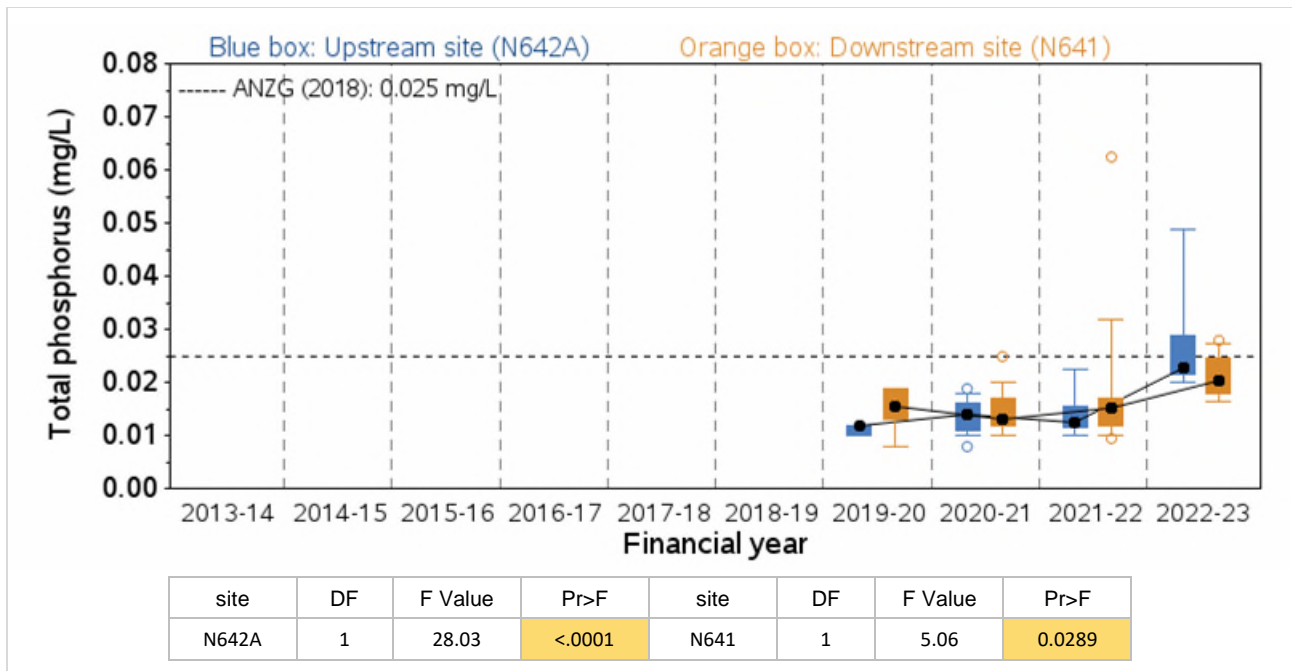 Blue box: Upstream site (N642A) Orange box: Downstream site (N641)
------ ANZG (2018): 0.025 mg/L
Total phosphorus (mg/L)
0.08
0.07
0.06
0.05
0.04
0.03
0.02
0.01
0.00
2013-14 2014-15 2015-16 2016-17 2017-18 2018-19 2019-20 2020-21 2021-22 2022-23
Financial year
site DF F Value Pr>F site DF F Value Pr>F
N642A 1 28.03 <.0001 N641 1 5.06 0.0289